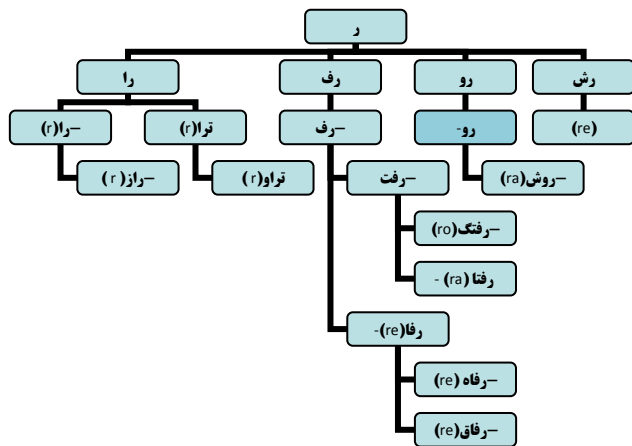 ر
رش
رو
رف
را
(re)
رو-
–رف
ترا(r)
–را(r)
–روش(ra)
–رفت
تراو(r)
–راز( r )
–رفتگ(ro)
رفتا (ra) -
رفا(re)-
–رفاه (re)
–رفاق(re)